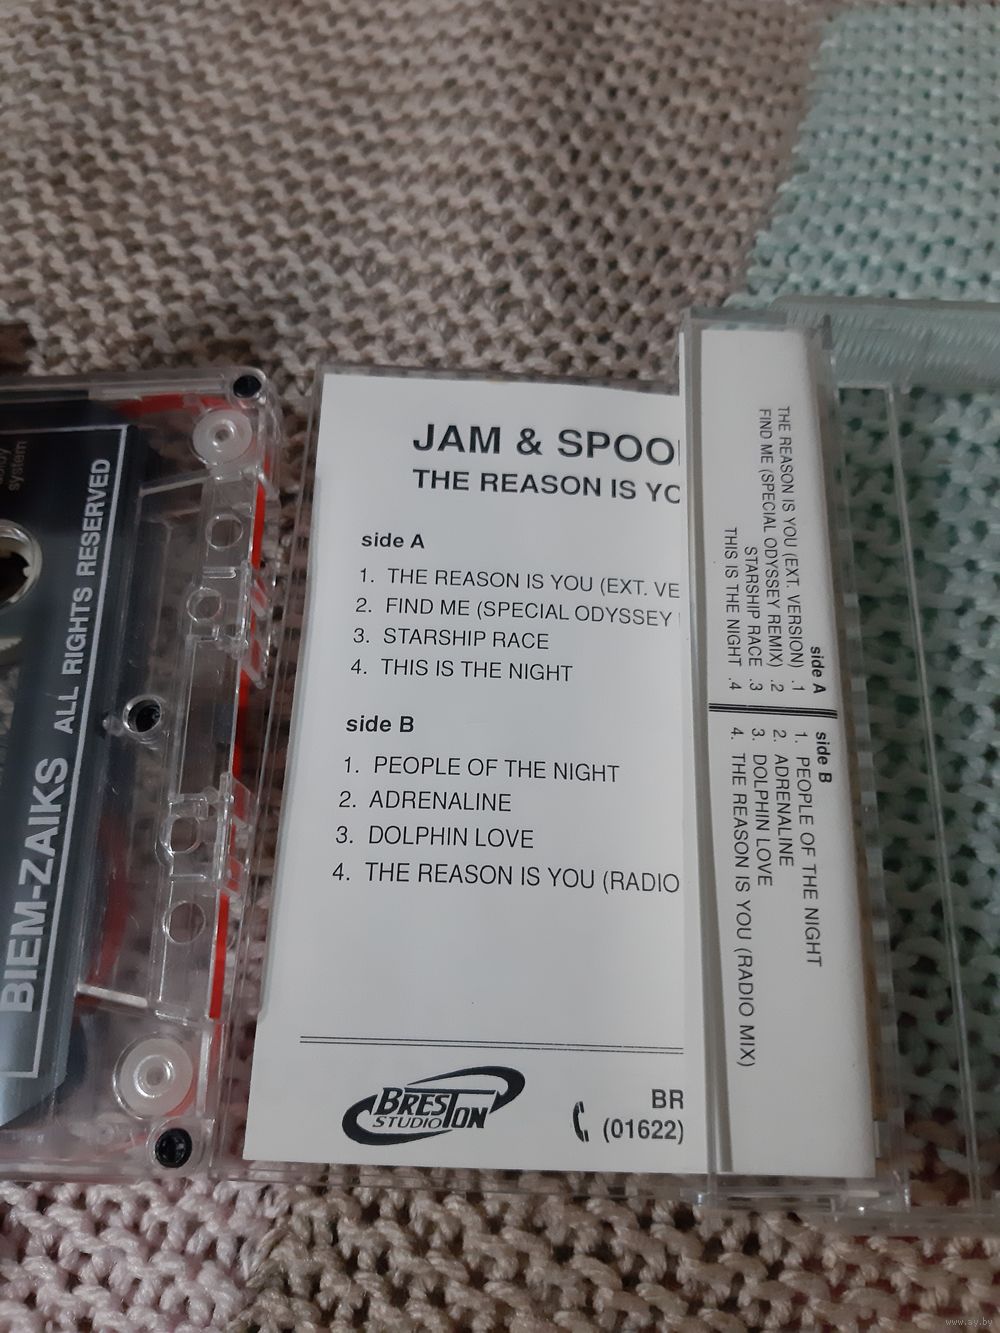 system
BIEM-ZAIKS ALL RIGHTS RESERVED
JAM & SPOO
THE REASON IS YO
side A
1. THE REASON IS YOU (EXT. VE
2. FIND ME (SPECIAL ODYSSEY
3. STARSHIP RACE
4. THIS IS THE NIGHT
side B
1. PEOPLE OF THE NIGHT
2. ADRENALINE
3. DOLPHIN LOVE
4. THE REASON IS YOU (RADIO
BRESTON
STUDIO
BR
(01622)
side A
THE REASON IS YOU (EXT. VERSION) .1
FIND ME (SPECIAL ODYSSEY REMIX) .2
STARSHIP RACE .3
THIS IS THE NIGHT .4
side B
1. PEOPLE OF THE NIGHT
2. ADRENALINE
3. DOLPHIN LOVE
4. THE REASON IS YOU (RADIO MIX)
www.ay.by